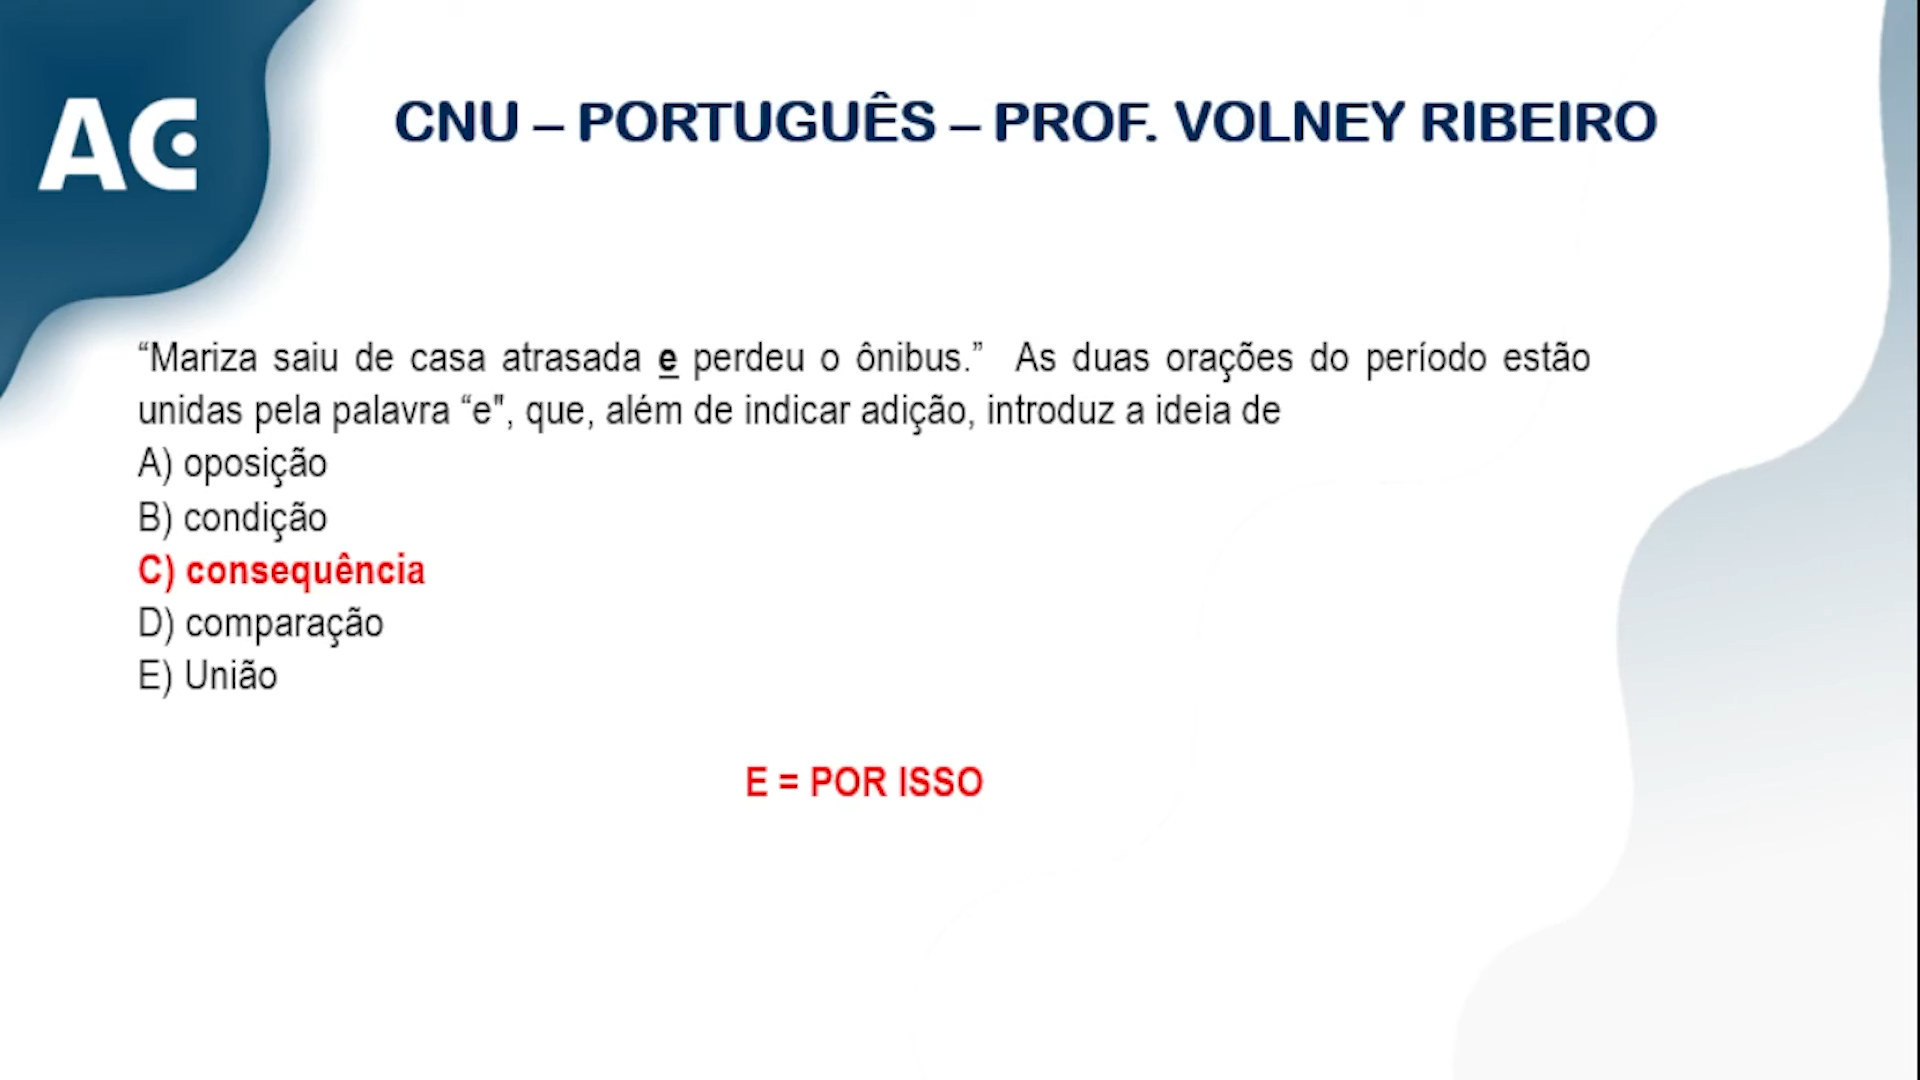 AC
CNU – PORTUGUÊS – PROF. VOLNEY RIBEIRO
“Mariza saiu de casa atrasada e perdeu o ônibus.” As duas orações do período estão
unidas pela palavra “e", que, além de indicar adição, introduz a ideia de
A) oposição
B) condição
C) consequência
D) comparação
E) União
E = POR ISSO